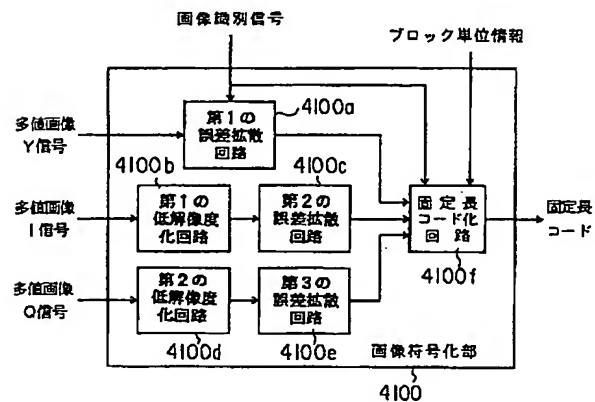 画像識別信号
ブロック単位情報
多値画像
Y信号
第1の
誤差拡散
回路
4100a
4100b
4100c
多値画像
I信号
第1の
低解像度
化回路
第2の
誤差拡散
回路
固定長
コード化
回路
固定長
コード
4100f
多値画像
Q信号
第2の
低解像度
化回路
第3の
誤差拡散
回路
4100d
4100e
画像符号化部
4100